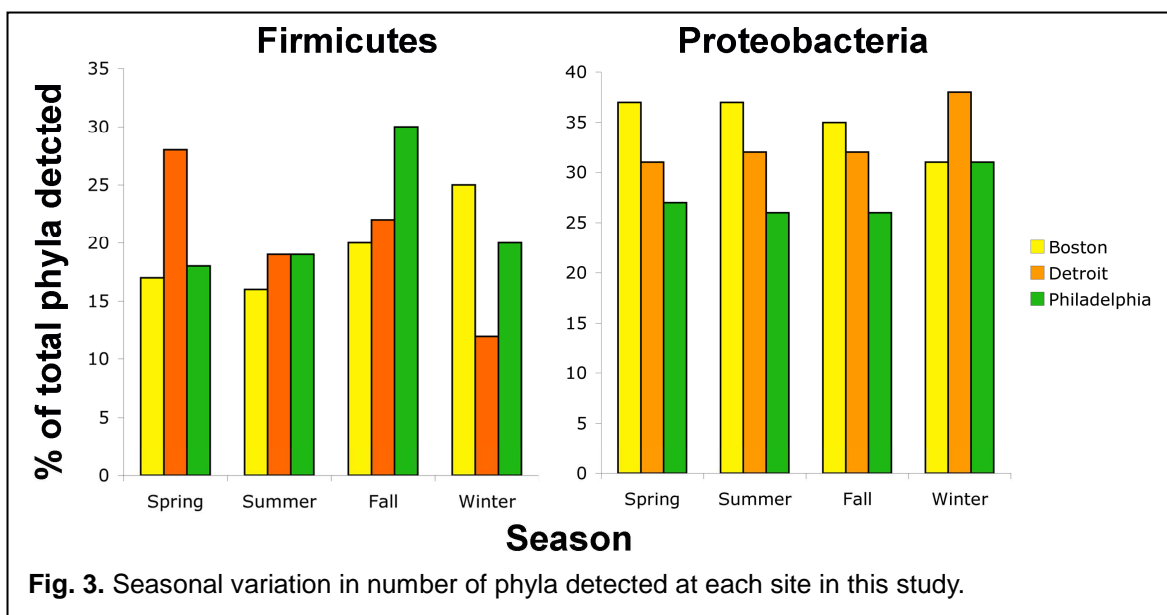 Firmicutes
Proteobacteria
% of total phyla detcted
35
30
25
20
15
10
5
0
Spring
Summer
Fall
Winter
40
35
30
25
20
15
10
5
0
Spring
Summer
Fall
Winter
Boston
Detroit
Philadelphia
Season
Fig. 3. Seasonal variation in number of phyla detected at each site in this study.